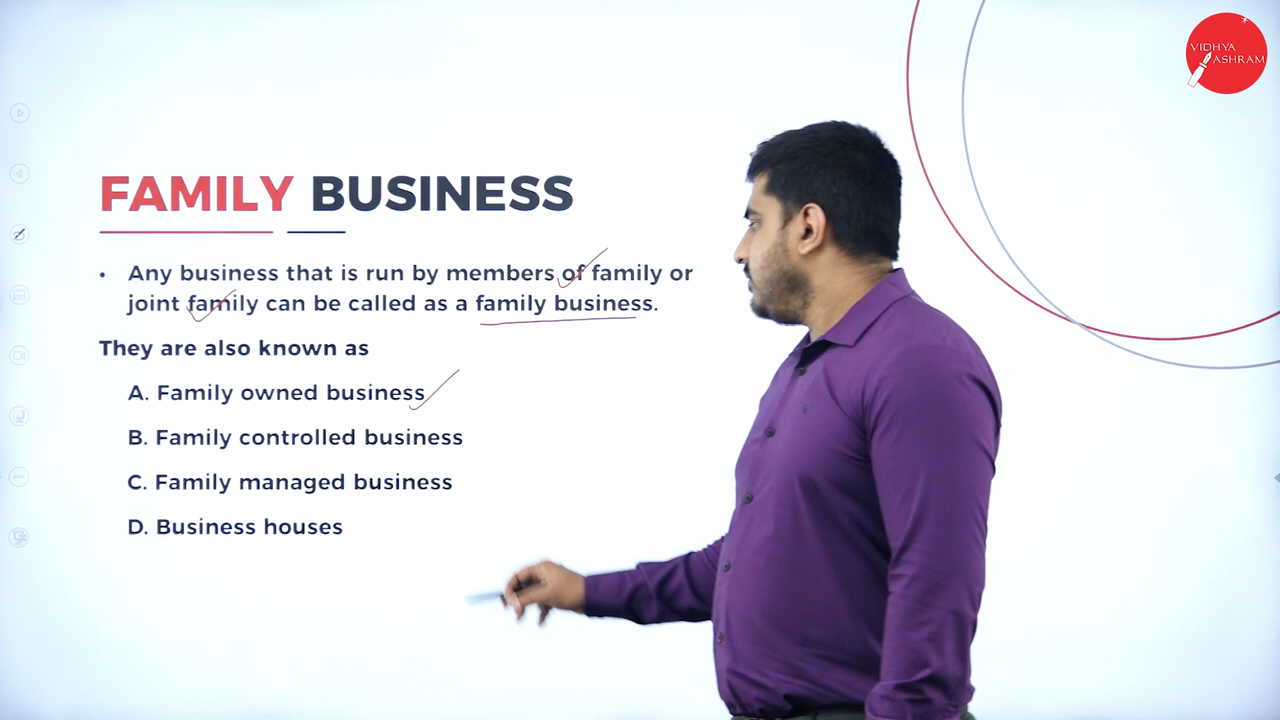 VIDHYA
ASHRAM
FAMILY BUSINESS
• Any business that is run by members of family or
joint family can be called as a family business.
They are also known as
A. Family owned business
B. Family controlled business
C. Family managed business
D. Business houses